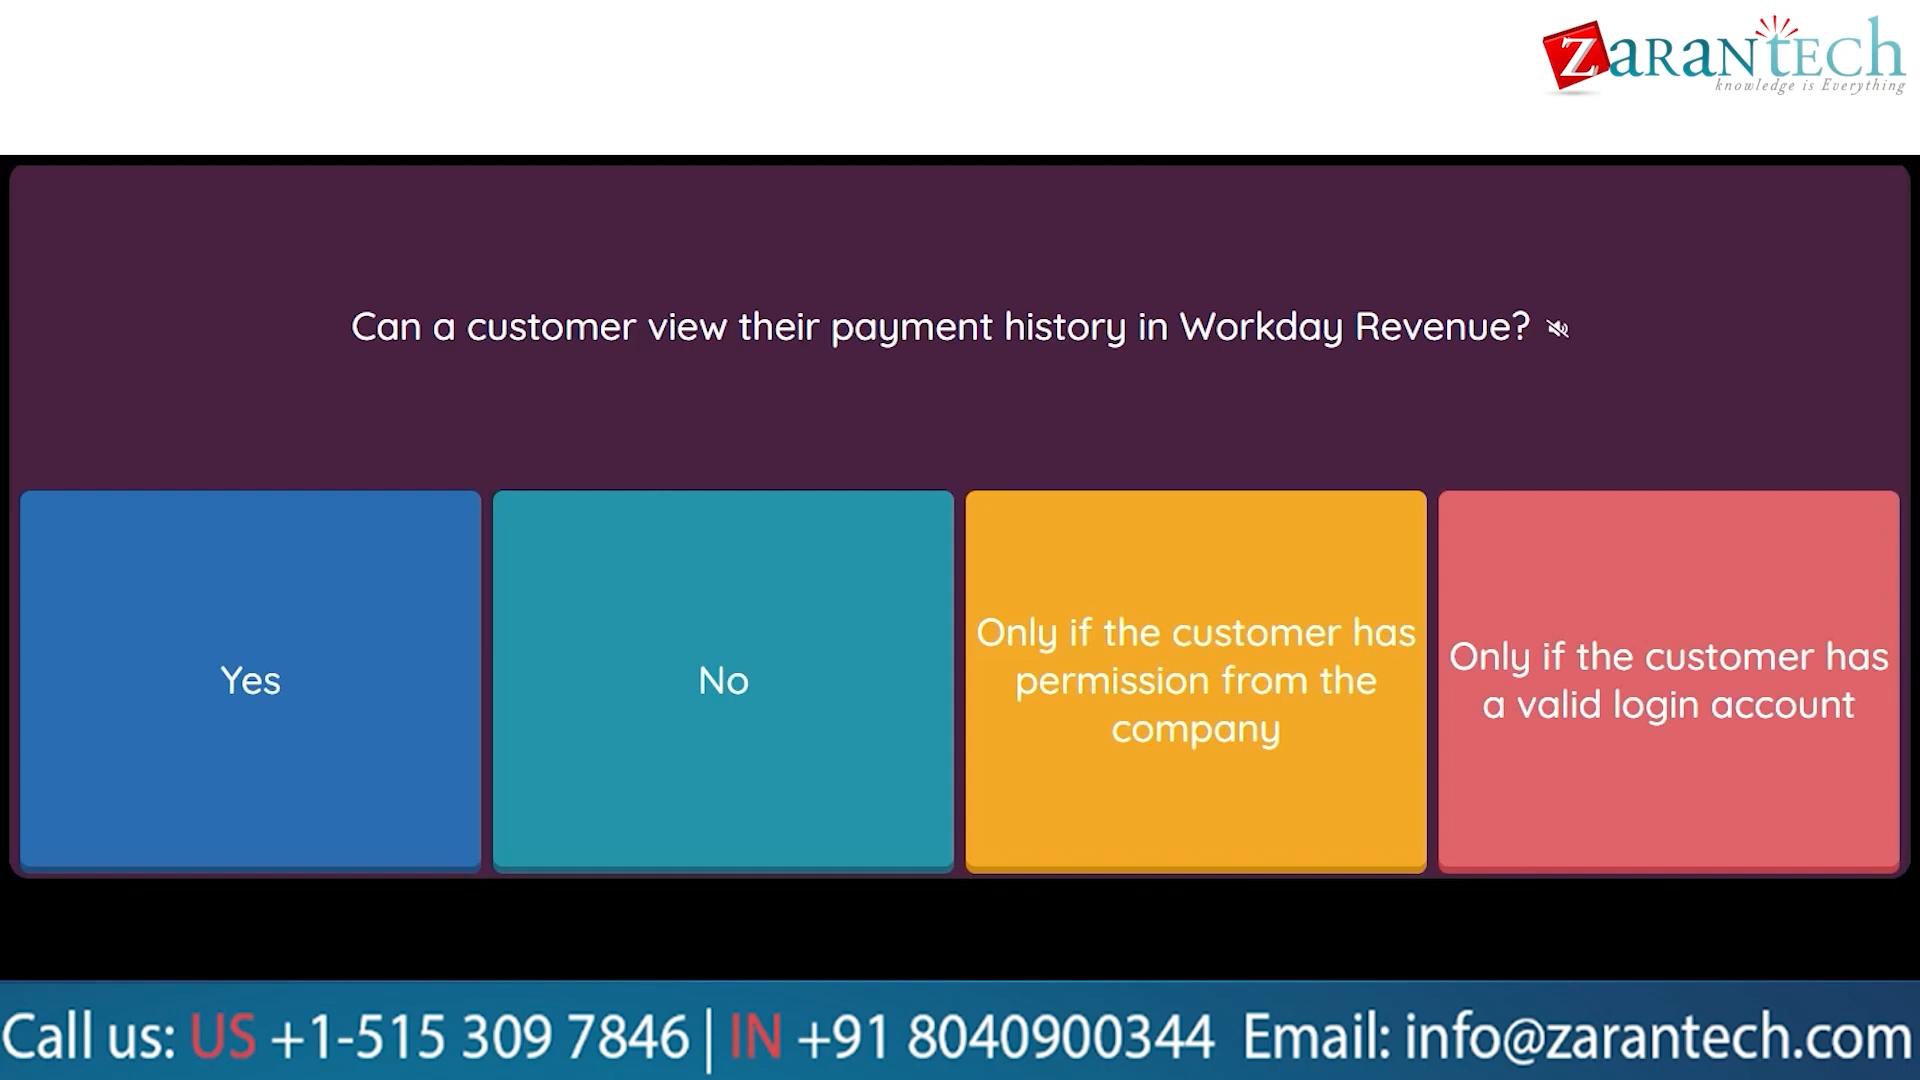 ZARANTECH
knowledge is Everything
Can a customer view their payment history in Workday Revenue?
Yes
No
Only if the customer has
permission from the
company
Only if the customer has
a valid login account
Call us: US +1-515 309 7846 | IN +91 8040900344 Email: info@zarantech.com